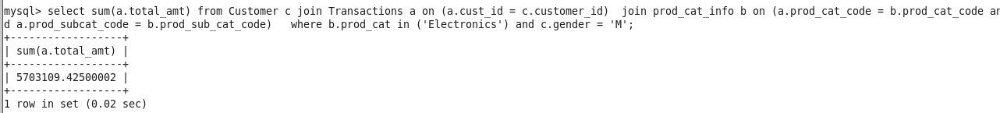 mysql> select sum(a.total_amt) from Customer c join Transactions a on (a.cust_id = c.customer_id)  join prod_cat_info b on (a.prod_cat_code = b.prod_cat_code an
d a.prod_subcat_code = b.prod_sub_cat_code)   where b.prod_cat in ('Electronics') and c.gender = 'M';
+------------------+
| sum(a.total_amt) |
+------------------+
| 5703109.42500002 |
+------------------+
1 row in set (0.02 sec)